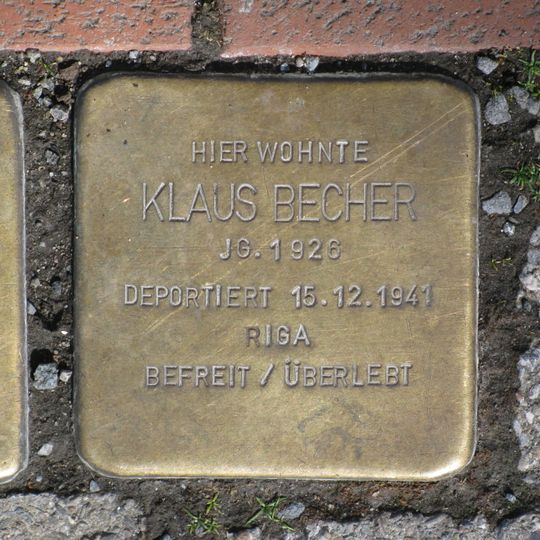 HIER WOHNTE
KLAUS BECHER
JG. 1926
DEPORTIERT 15.12.1941
RIGA
BEFREIT / ÜBERLEBT